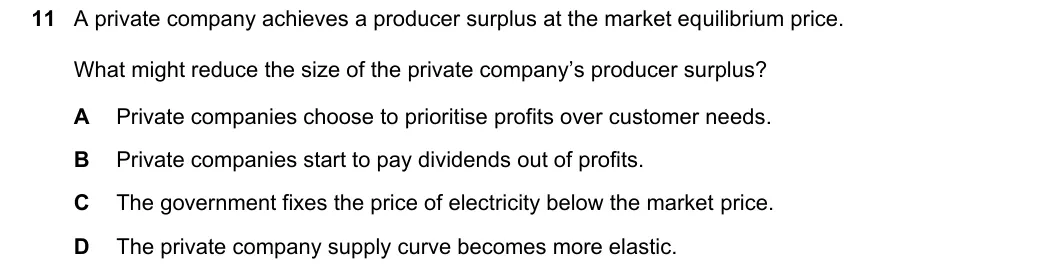 11 A private company achieves a producer surplus at the market equilibrium price.
What might reduce the size of the private company's producer surplus?
A Private companies choose to prioritise profits over customer needs.
B Private companies start to pay dividends out of profits.
C The government fixes the price of electricity below the market price.
D The private company supply curve becomes more elastic.